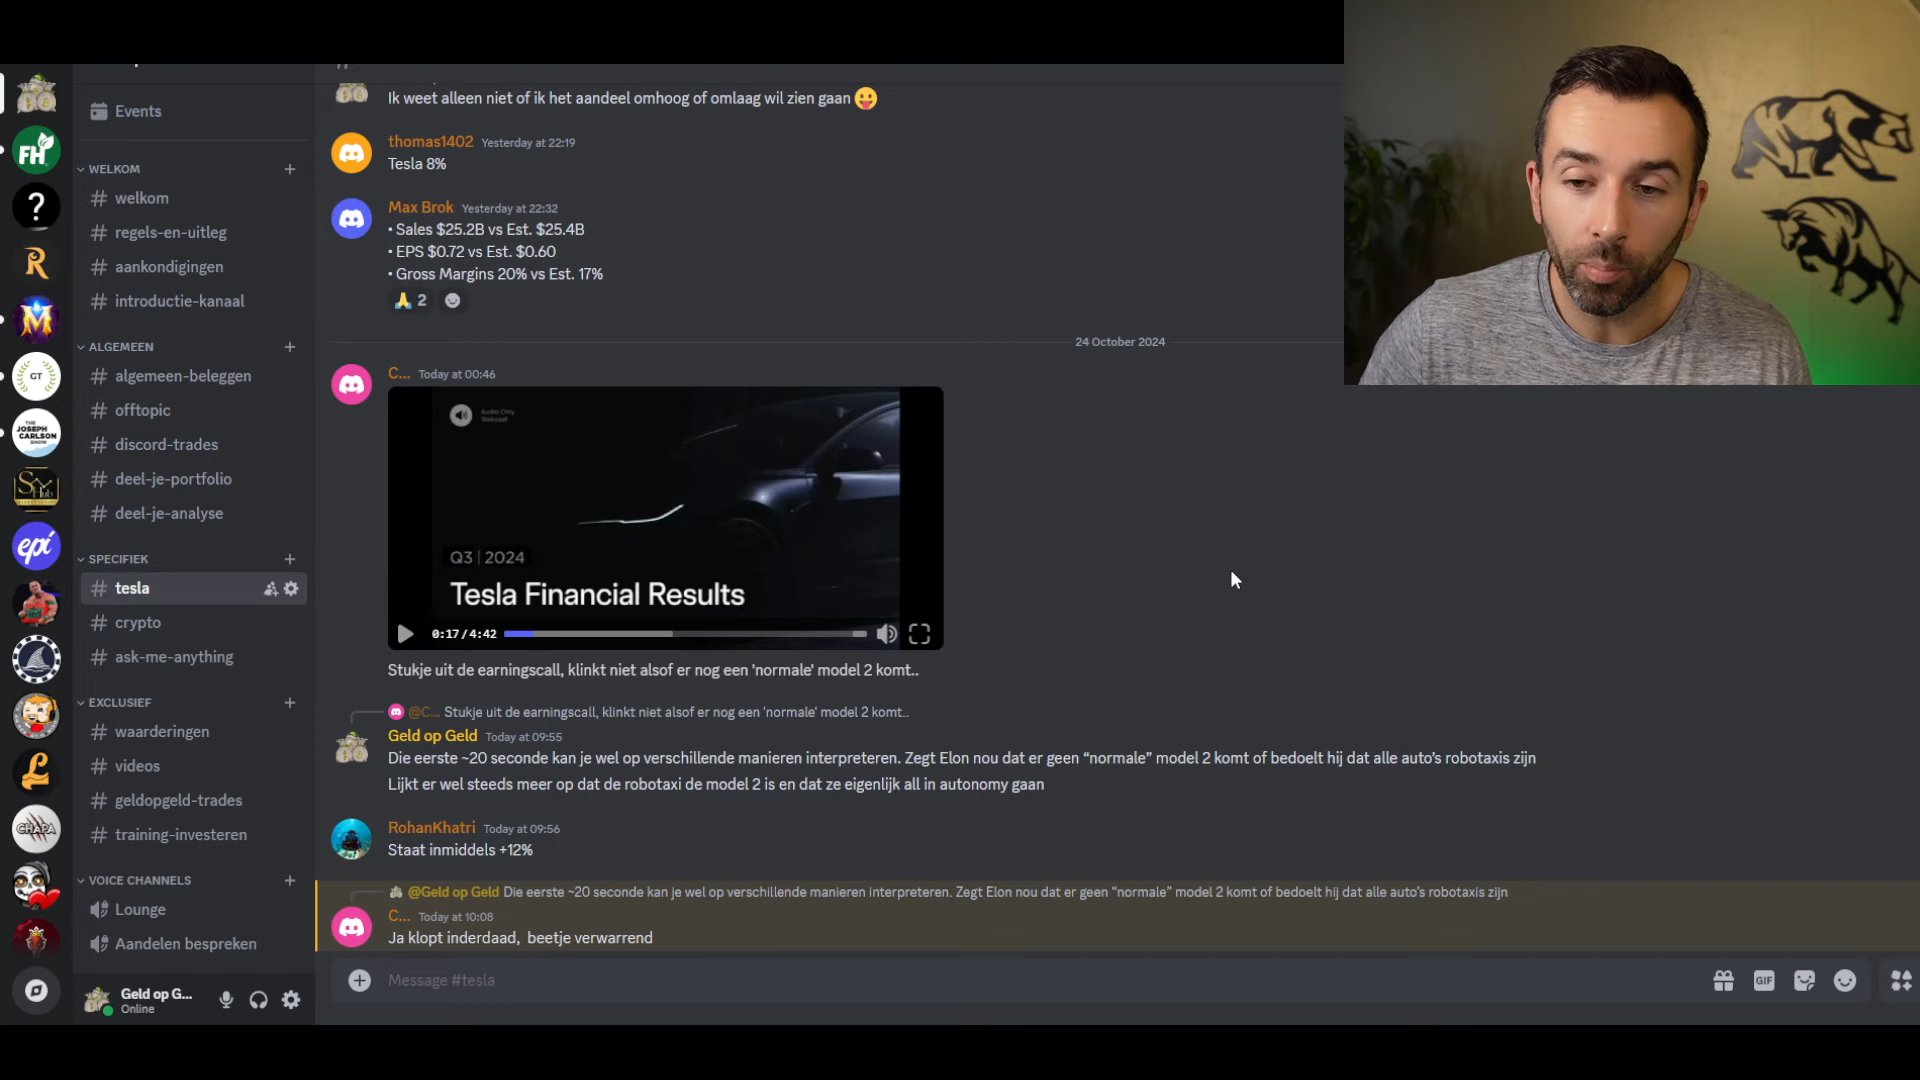 Events
WELKOM
welkom
regels-en-uitleg
aankondigingen
introductie-kanaal
ALGEMEEN
algemeen-beleggen
offtopic
discord-trades
deel-je-portfolio
deel-je-analyse
SPECIFIEK
tesla
crypto
ask-me-anything
EXCLUSIEF
waarderingen
videos
geldopgeld-trades
training-investeren
VOICE CHANNELS
Lounge
Aandelen bespreken
Geld op G...
Online
FH
?
R
M
GT
THE JOSEPH CARLSON SHOW
epi
CHAPA
Ik weet alleen niet of ik het aandeel omhoog of omlaag wil zien gaan 😛
thomas1402 Yesterday at 22:19
Tesla 8%
Max Brok Yesterday at 22:32
• Sales $25.2B vs Est. $25.4B
• EPS $0.72 vs Est. $0.60
• Gross Margins 20% vs Est. 17%
🙏 2
24 October 2024
C... Today at 00:46
Audio Only
Webcast
Q3 | 2024
Tesla Financial Results
0:17/4:42
Stukje uit de earningscall, klinkt niet alsof er nog een 'normale' model 2 komt..
@C... Stukje uit de earningscall, klinkt niet alsof er nog een 'normale' model 2 komt..
Geld op Geld Today at 09:55
Die eerste ~20 seconde kan je wel op verschillende manieren interpreteren. Zegt Elon nou dat er geen “normale” model 2 komt of bedoelt hij dat alle auto's robotaxis zijn
Lijkt er wel steeds meer op dat de robotaxi de model 2 is en dat ze eigenlijk all in autonomy gaan
RohanKhatri Today at 09:56
Staat inmiddels +12%
@Geld op Geld Die eerste ~20 seconde kan je wel op verschillende manieren interpreteren. Zegt Elon nou dat er geen “normale” model 2 komt of bedoelt hij dat alle auto's robotaxis zijn
C... Today at 10:08
Ja klopt inderdaad, beetje verwarrend
Message #tesla
GIF